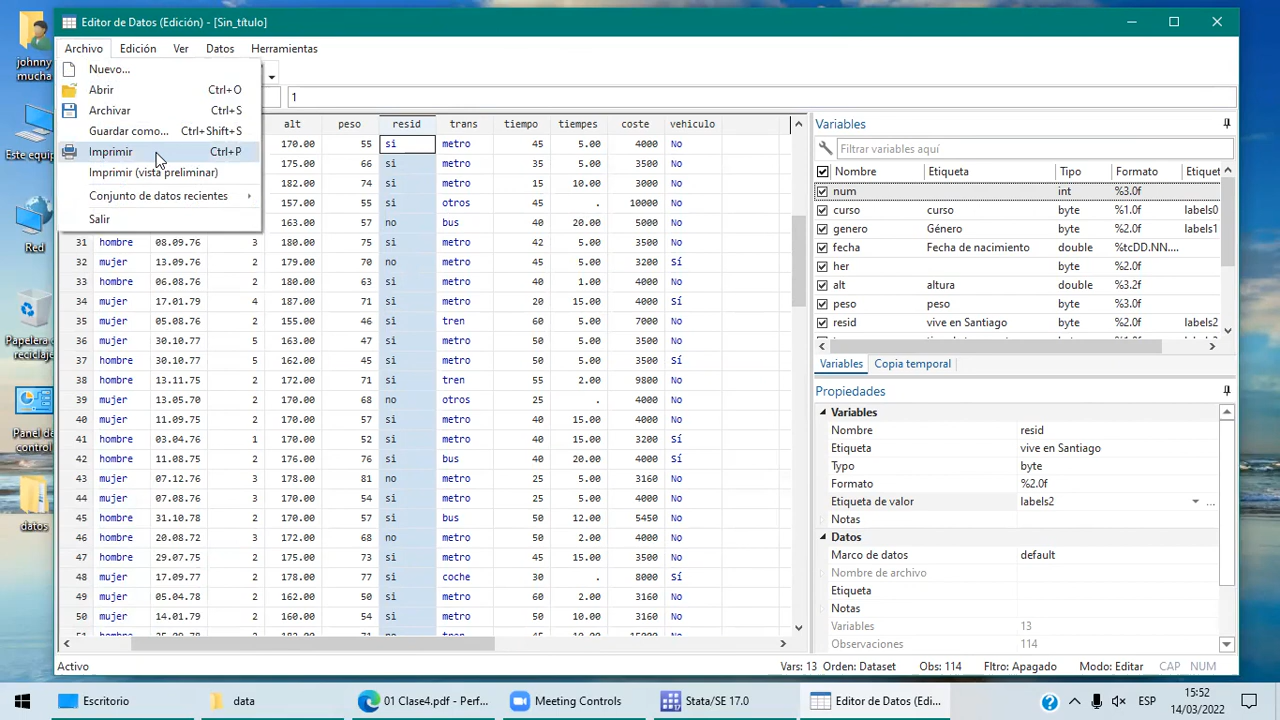 Editor de Datos (Edición) - [Sin_título]
Archivo Edición Ver Datos Herramientas
Nuevo...
Abrir Ctrl+O
Archivar Ctrl+S
Guardar como... Ctrl+Shift+S
Imprimir Ctrl+P
Imprimir (vista preliminar)
Conjunto de datos recientes
Salir
1
alt peso resid trans tiempo tiempes coste vehiculo
170.00 55 si metro 45 5.00 4000 No
175.00 66 si metro 35 5.00 3500 No
182.00 74 si metro 15 10.00 3000 No
157.00 55 si otros 45 . 10000 No
163.00 57 no bus 40 20.00 5000 No
31 hombre 08.09.76 3 180.00 75 si metro 42 5.00 3000 No
32 mujer 13.09.76 2 179.00 70 no metro 45 5.00 3200 Sí
33 hombre 06.08.76 2 180.00 63 si metro 40 1.00 4000 No
34 mujer 17.01.79 4 187.00 71 si metro 20 15.00 4000 Sí
35 mujer 05.08.76 2 155.00 46 si tren 60 5.00 7000 No
36 mujer 30.10.77 5 163.00 47 si metro 50 5.00 3500 No
37 hombre 30.10.77 5 162.00 45 si metro 50 5.00 3500 Sí
38 hombre 13.11.75 2 172.00 71 si tren 55 2.00 9800 No
39 mujer 13.05.70 2 170.00 68 no otros 25 . 4000 No
40 mujer 11.09.75 2 170.00 57 si metro 40 15.00 4000 No
41 hombre 03.04.76 1 170.00 52 si metro 40 15.00 3200 Sí
42 hombre 11.08.75 2 176.00 76 si bus 40 20.00 4000 Sí
43 mujer 07.12.76 3 178.00 81 no metro 25 5.00 3160 No
44 mujer 07.08.76 3 170.00 54 si metro 25 5.00 4000 No
45 hombre 31.10.78 2 170.00 57 si bus 50 12.00 5450 No
46 hombre 20.08.72 3 172.00 68 no metro 50 2.00 4000 No
47 hombre 29.07.75 4 175.00 73 si metro 45 15.00 3500 No
48 mujer 17.09.77 2 178.00 77 si coche 30 . 8000 Sí
49 mujer 05.04.78 2 162.00 50 si metro 60 2.00 3160 No
50 mujer 14.01.79 2 160.00 54 si metro 50 10.00 3160 No
Variables
Filtrar variables aquí
Nombre Etiqueta Tipo Formato Etiquet
num int %3.0f
curso curso byte %1.0f labels0
genero Género byte %2.0f labels1
fecha Fecha de nacimiento double %tcDD.NN....
her byte %2.0f
alt altura double %3.2f
peso peso byte %3.0f
resid vive en Santiago byte %2.0f labels2
Variables Copia temporal
Propiedades
Variables
Nombre resid
Etiqueta vive en Santiago
Typo byte
Formato %2.0f
Etiqueta de valor labels2 ...
Notas
Datos
Marco de datos default
Nombre de archivo
Etiqueta
Notas
Variables 13
Observaciones 114
Activo Vars: 13 Orden: Dataset Obs: 114 Fltro: Apagado Modo: Editar CAP NUM
johnny
mucha
Este equip
Red
Papelera
reciclaje
Panel de
control
datos
Escritorio data 01 Clase4.pdf - Perf... Meeting Controls Stata/SE 17.0 Editor de Datos (Edi... ESP
15:52
14/03/2022